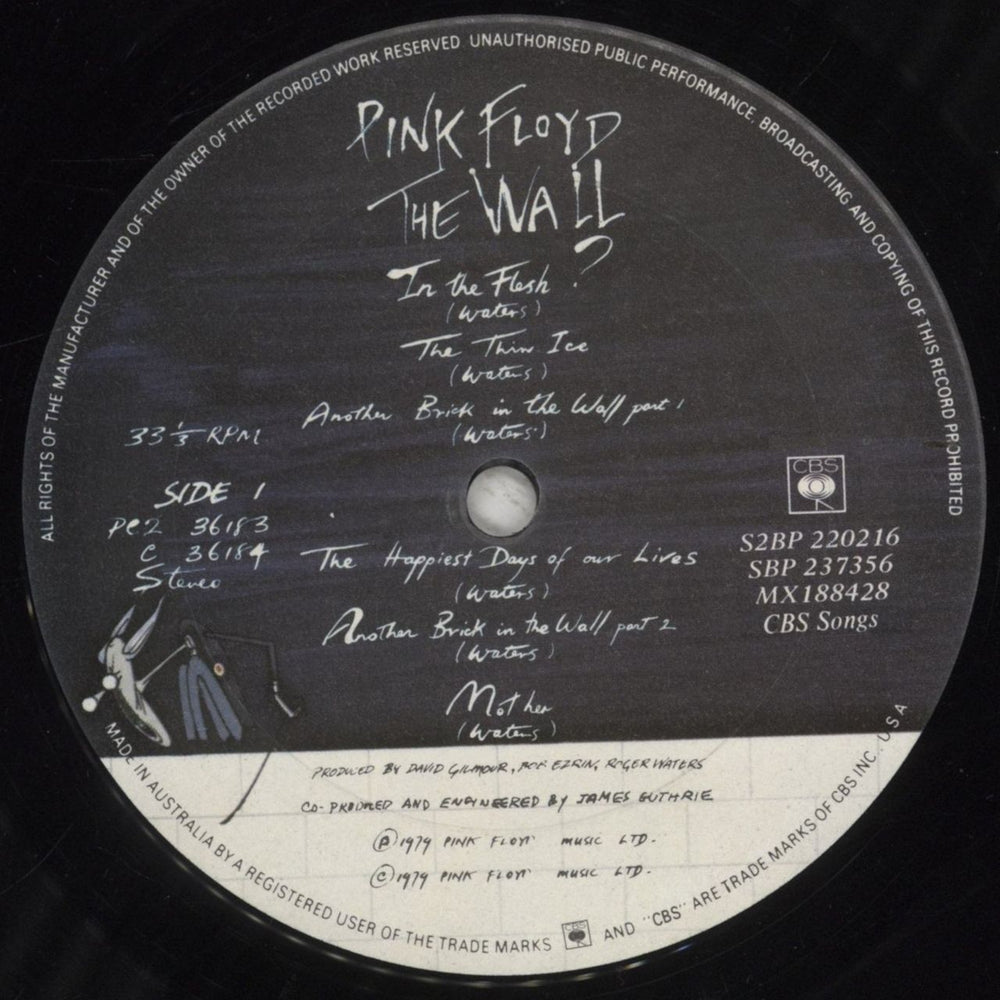 ALL RIGHTS OF THE MANUFACTURER AND OF THE OWNER OF THE RECORDED WORK RESERVED UNAUTHORISED PUBLIC PERFORMANCE. BROADCASTING AND COPYING OF THIS RECORD PROHIBITED
PINK FLOYD
THE WALL
In the Flesh ?
(Waters)
The Thin Ice
(Waters)
Another Brick in the Wall part 1
(Waters)
33 1/3 RPM
SIDE 1
PC2 36183
C 36184
Stereo
CBS
S2BP 220216
SBP 237356
MX188428
CBS Songs
The Happiest Days of our Lives
(Waters)
Another Brick in the Wall part 2
(Waters)
Mother
(Waters)
PRODUCED BY DAVID GILMOUR, BOB EZRIN, ROGER WATERS
CO-PRODUCED AND ENGINEERED BY JAMES GUTHRIE
Ⓟ 1979 PINK FLOYD MUSIC LTD.
© 1979 PINK FLOYD MUSIC LTD.
MADE IN AUSTRALIA BY A REGISTERED USER OF THE TRADE MARKS CBS AND "CBS" ARE TRADE MARKS OF CBS INC., U S A